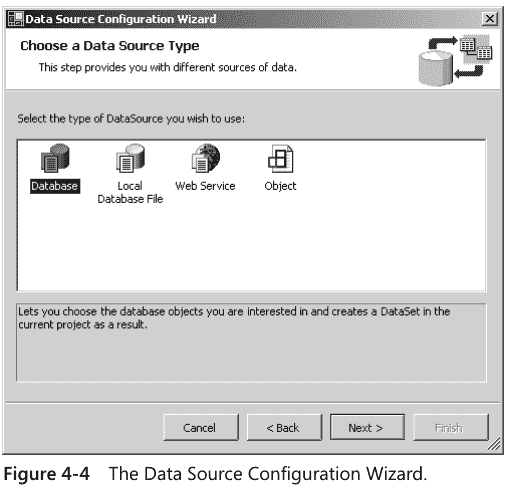 Data Source Configuration Wizard
Choose a Data Source Type
This step provides you with different sources of data.
Select the type of DataSource you wish to use:
Database
Local
Database File
Web Service
Object
Lets you choose the database objects you are interested in and creates a DataSet in the
current project as a result.
Cancel
< Back
Next >
Finish
Figure 4-4 The Data Source Configuration Wizard.